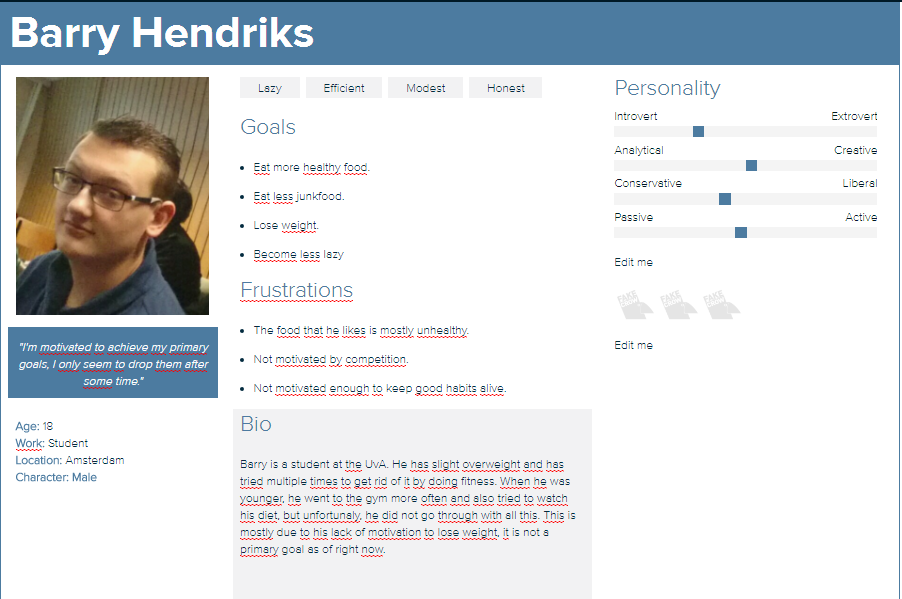 Barry Hendriks
"I'm motivated to achieve my primary
goals, I only seem to drop them after
some time."
Age: 18
Work: Student
Location: Amsterdam
Character: Male
Lazy
Efficient
Modest
Honest
Goals
• Eat more healthy food.
• Eat less junkfood.
• Lose weight.
• Become less lazy
Frustrations
• The food that he likes is mostly unhealthy.
• Not motivated by competition.
• Not motivated enough to keep good habits alive.
Bio
Barry is a student at the UvA. He has slight overweight and has
tried multiple times to get rid of it by doing fitness. When he was
younger, he went to the gym more often and also tried to watch
his diet, but unfortunaly, he did not go through with all this. This is
mostly due to his lack of motivation to lose weight, it is not a
primary goal as of right now.
Personality
Introvert Extrovert
Analytical Creative
Conservative Liberal
Passive Active
Edit me
FAKE
CROW
FAKE
CROW
FAKE
CROW
Edit me